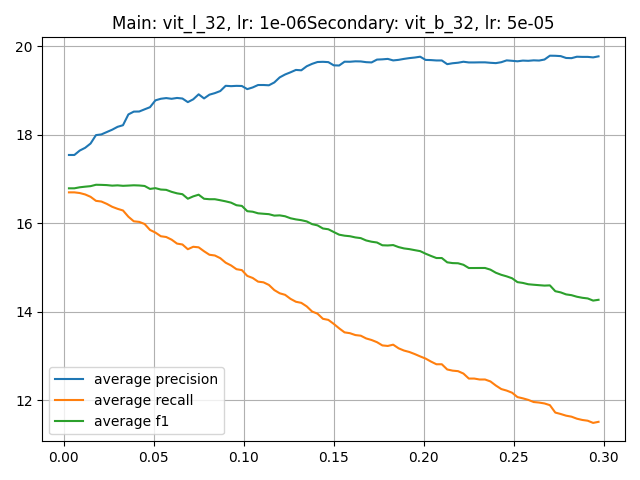 Main: vit_l_32, lr: 1e-06Secondary: vit_b_32, lr: 5e-05
20
18
16
14
12
average precision
average recall
average f1
0.00 0.05 0.10 0.15 0.20 0.25 0.30